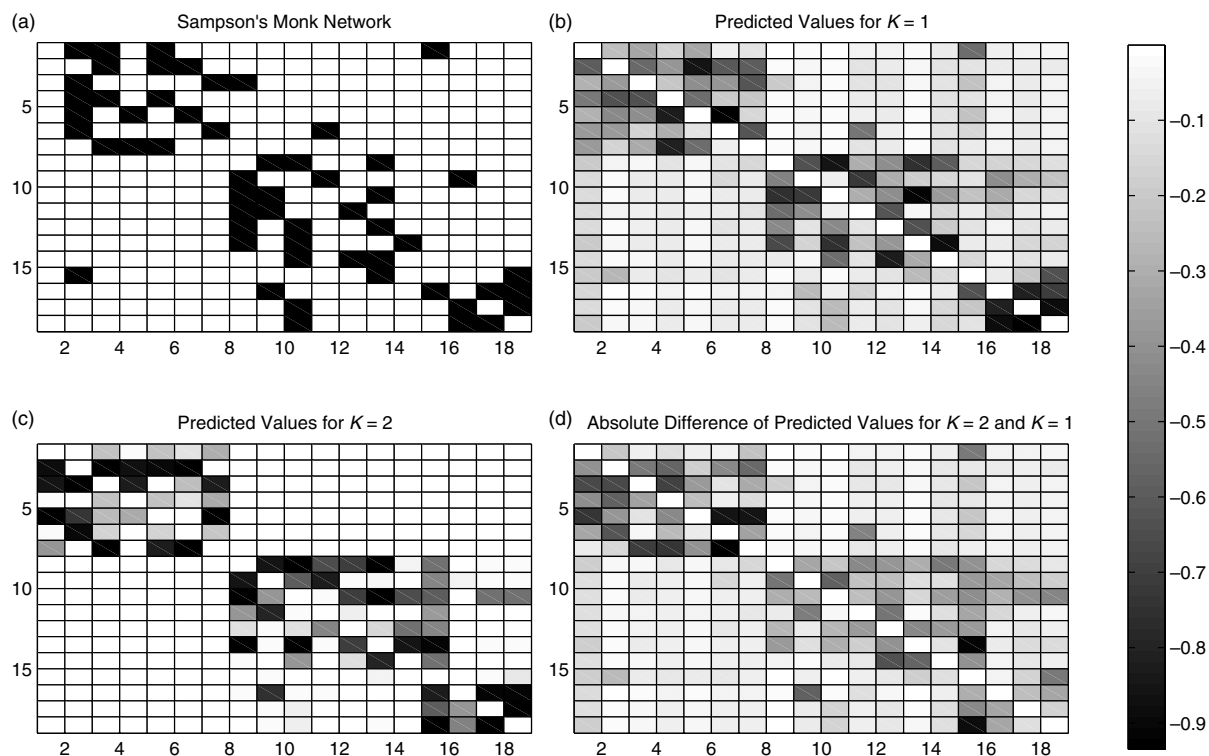 (a) Sampson's Monk Network
5
10
15
2 4 6 8 10 12 14 16 18
(b) Predicted Values for K = 1
5
10
15
2 4 6 8 10 12 14 16 18
(c) Predicted Values for K = 2
5
10
15
2 4 6 8 10 12 14 16 18
(d) Absolute Difference of Predicted Values for K = 2 and K = 1
5
10
15
2 4 6 8 10 12 14 16 18
–0.1
–0.2
–0.3
–0.4
–0.5
–0.6
–0.7
–0.8
–0.9